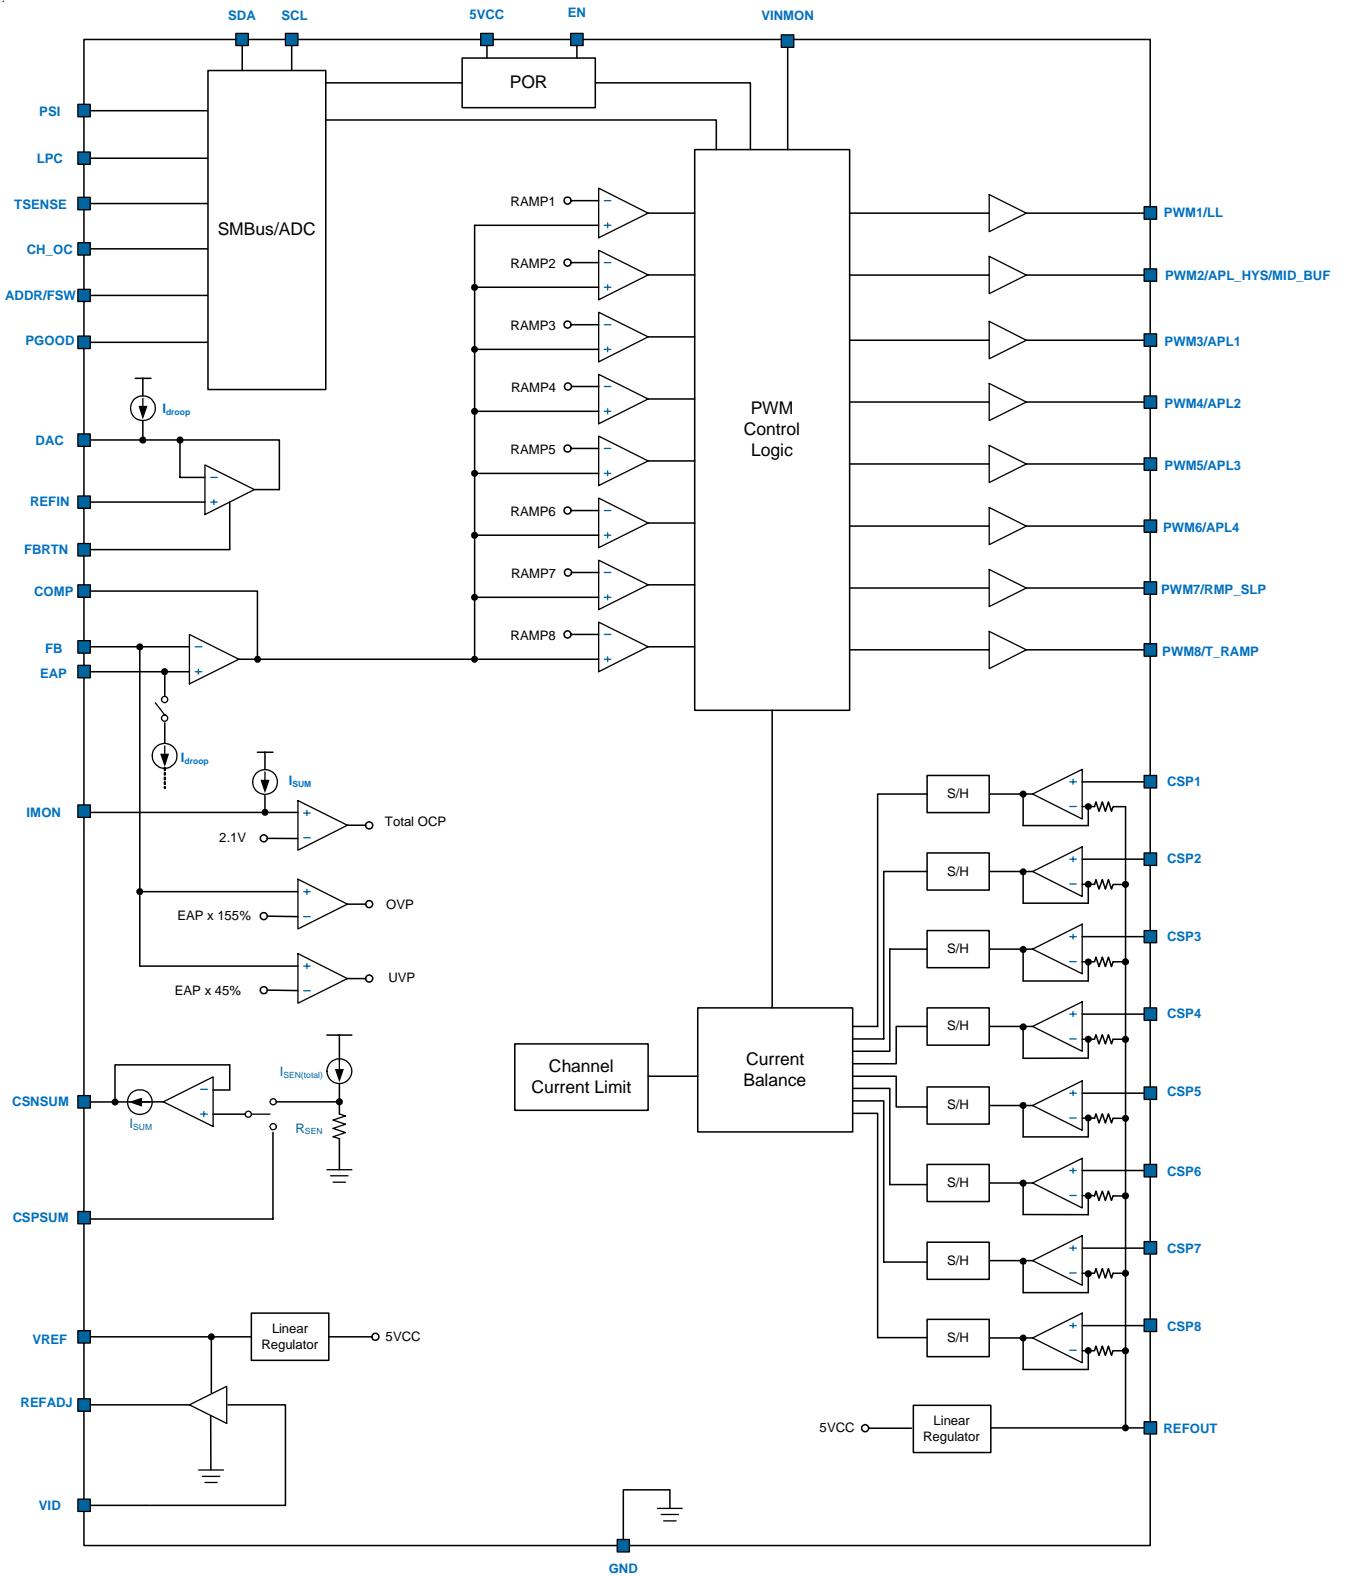 SDA
SCL
5VCC
EN
VINMON
PSI
LPC
TSENSE
CH_OC
ADDR/FSW
PGOOD
SMBus/ADC
POR
RAMP1
RAMP2
RAMP3
RAMP4
RAMP5
RAMP6
RAMP7
RAMP8
PWM
Control
Logic
PWM1/LL
PWM2/APL_HYS/MID_BUF
PWM3/APL1
PWM4/APL2
PWM5/APL3
PWM6/APL4
PWM7/RMP_SLP
PWM8/T_RAMP
Idroop
DAC
REFIN
FBRTN
COMP
FB
EAP
Idroop
ISUM
IMON
2.1V
Total OCP
EAP x 155%
OVP
EAP x 45%
UVP
ISEN(total)
RSEN
CSNSUM
ISUM
CSPSUM
Channel
Current Limit
Current
Balance
S/H
S/H
S/H
S/H
S/H
S/H
S/H
S/H
CSP1
CSP2
CSP3
CSP4
CSP5
CSP6
CSP7
CSP8
VREF
Linear
Regulator
5VCC
REFADJ
VID
5VCC
Linear
Regulator
REFOUT
GND